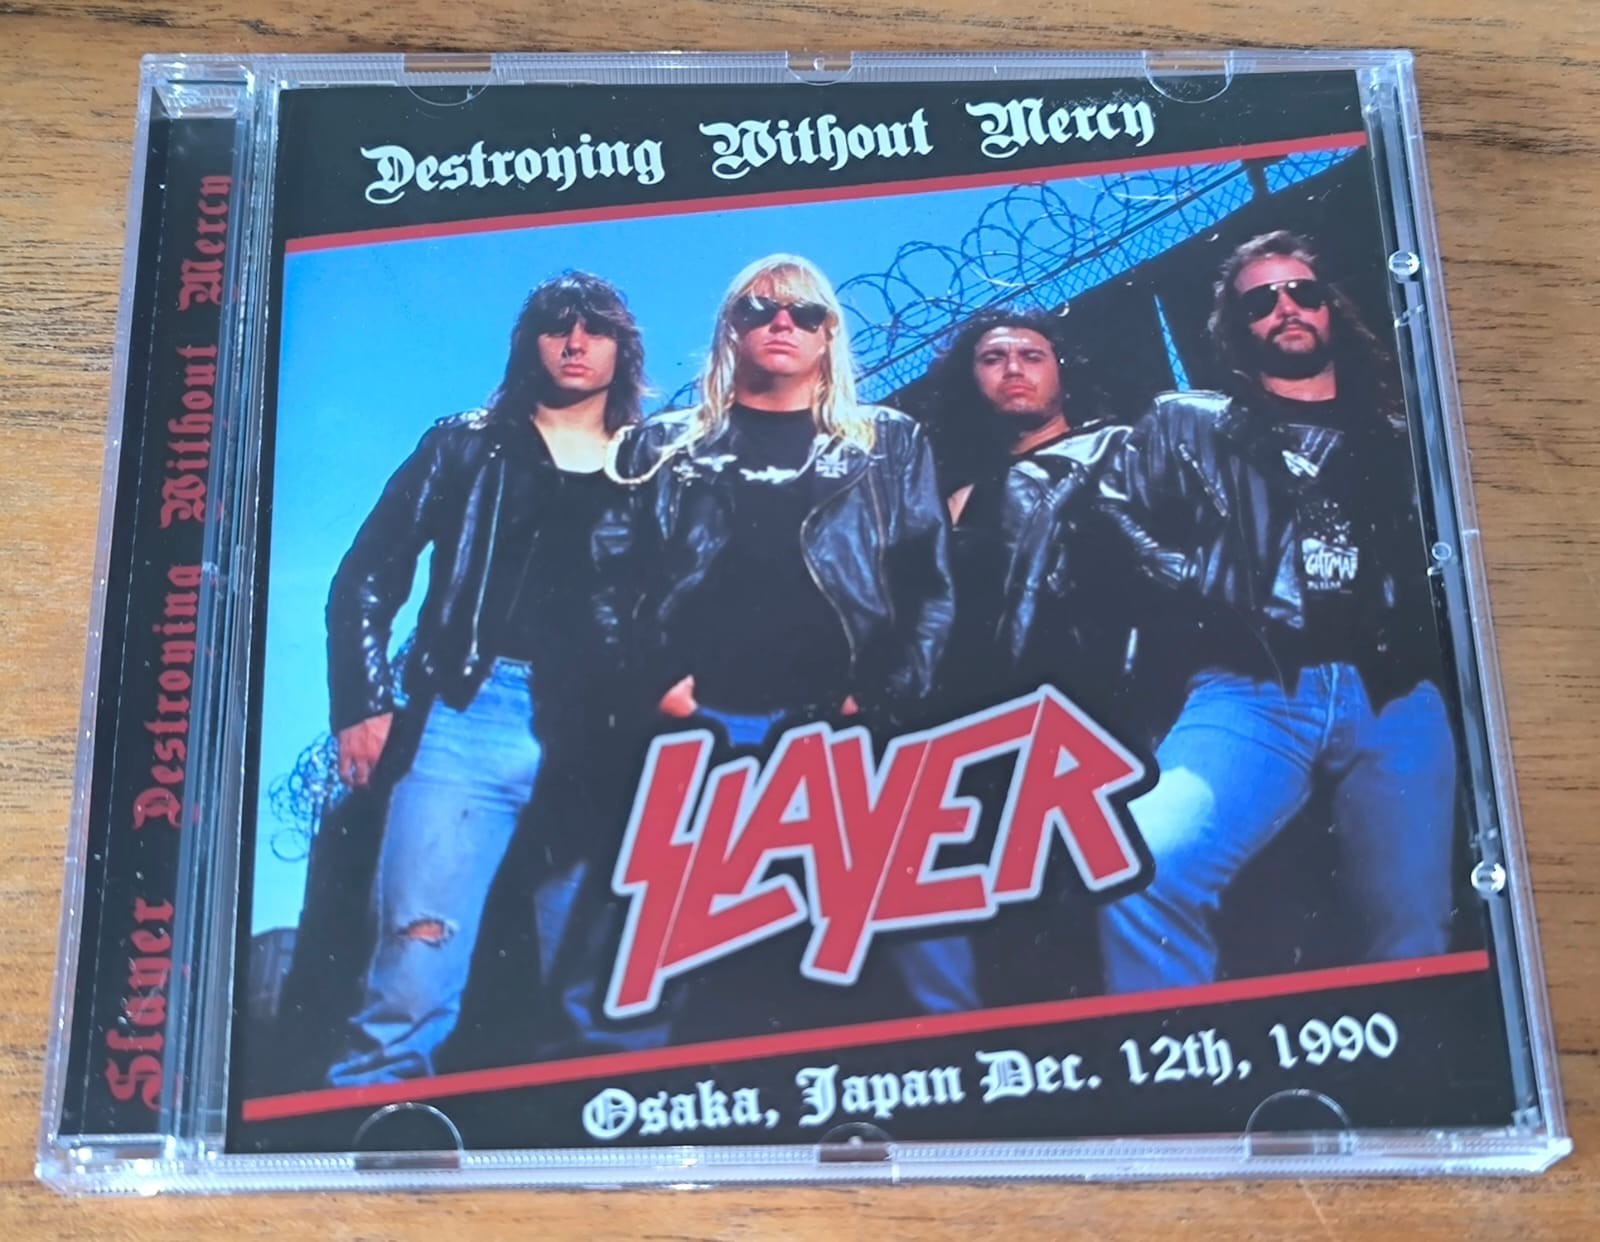 Destroying Without Mercy
SLAYER
Osaka, Japan Dec. 12th, 1990
Slayer Destroying Without Mercy